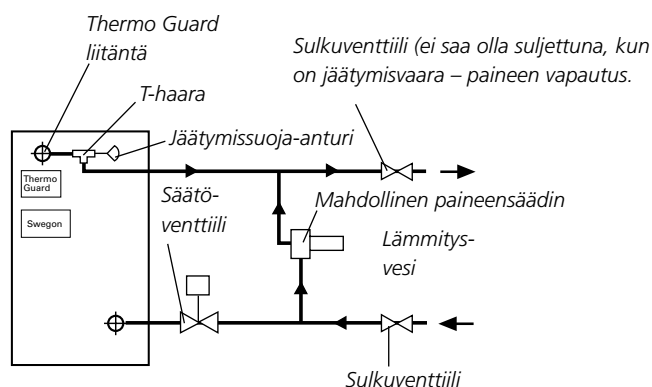 Thermo Guard
liitäntä
Sulkuventtiili (ei saa olla suljettuna, kun
on jäätymisvaara – paineen vapautus.
T-haara
Jäätymissuoja-anturi
Thermo
Guard
Swegon
Säätö-
venttiili
Mahdollinen paineensäädin
Lämmitys-
vesi
Sulkuventtiili